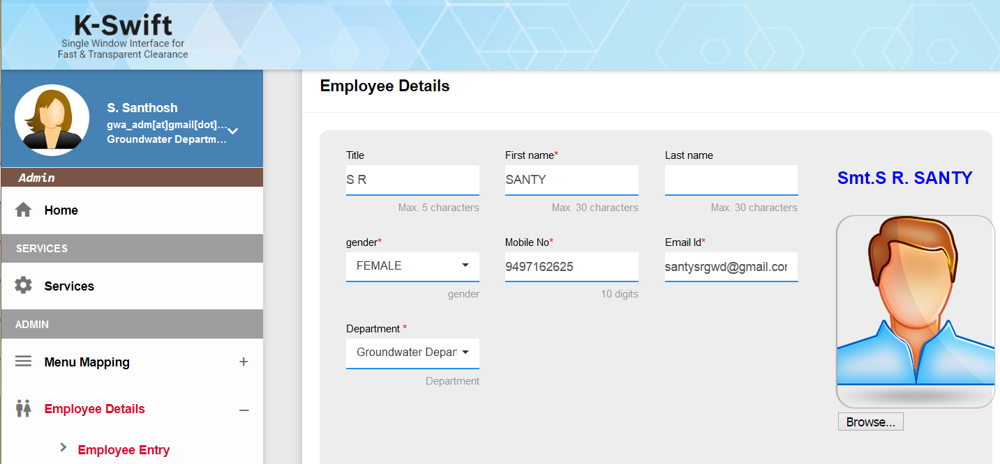 K-Swift
Single Window Interface for
Fast & Transparent Clearance
S. Santhosh
gwa_adm[at]gmail[dot]...
Groundwater Departm...
Admin
Home
SERVICES
Services
ADMIN
Menu Mapping +
Employee Details –
Employee Entry
Employee Details
Title First name* Last name
S R SANTY
Max. 5 characters Max. 30 characters Max. 30 characters
Smt.S R. SANTY
gender* Mobile No* Email Id*
FEMALE 9497162625 santysrgwd@gmail.cor
gender 10 digits
Department *
Groundwater Depart
Department
Browse...